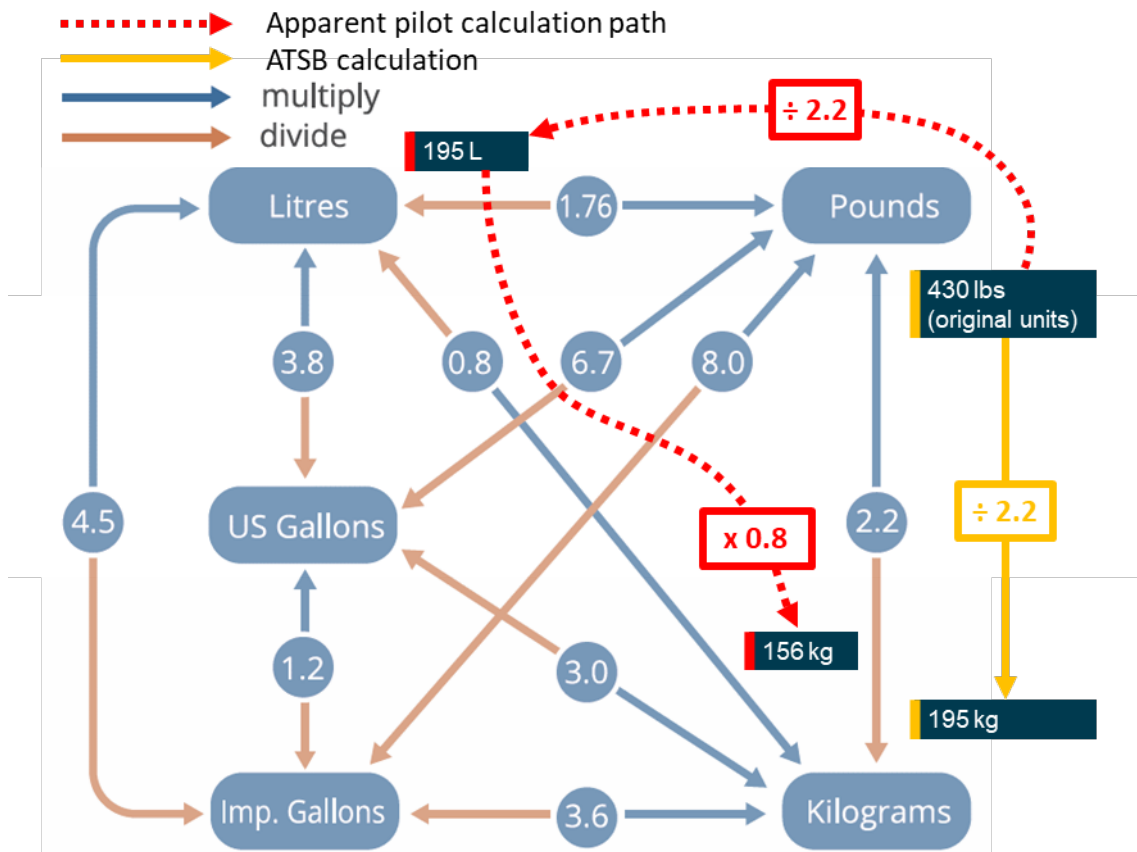 Apparent pilot calculation path
ATSB calculation
multiply
divide
÷ 2.2
195 L
Litres
1.76
Pounds
430 lbs
(original units)
3.8
0.8
6.7
8.0
4.5
US Gallons
2.2
÷ 2.2
x 0.8
1.2
3.0
156 kg
195 kg
Imp. Gallons
3.6
Kilograms